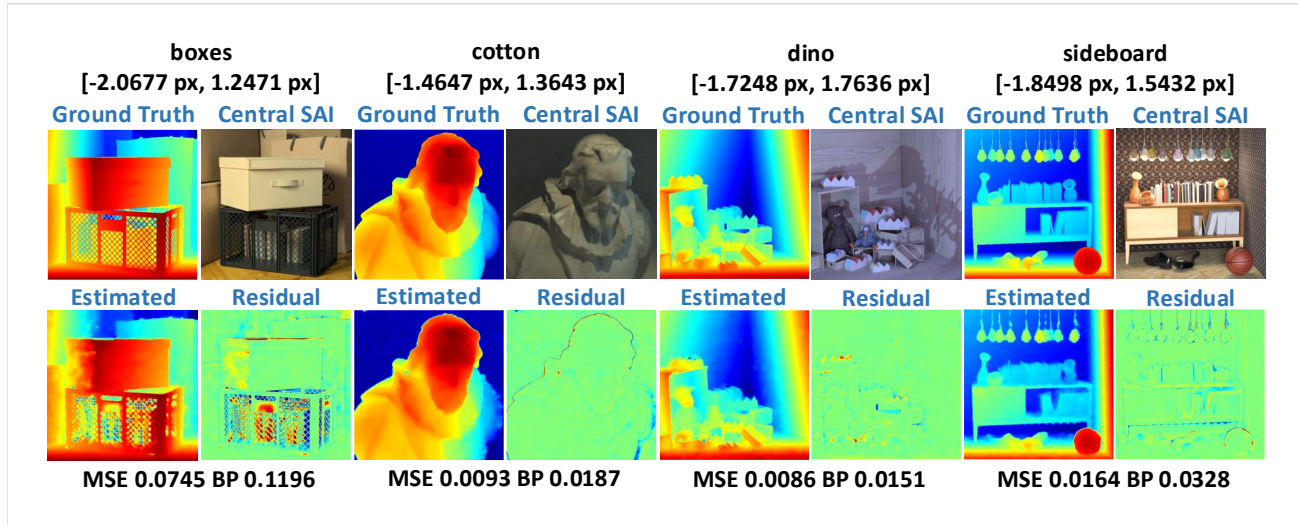 boxes
[-2.0677 px, 1.2471 px]
Ground Truth Central SAI
Estimated Residual
MSE 0.0745 BP 0.1196
cotton
[-1.4647 px, 1.3643 px]
Ground Truth Central SAI
Estimated Residual
MSE 0.0093 BP 0.0187
dino
[-1.7248 px, 1.7636 px]
Ground Truth Central SAI
Estimated Residual
MSE 0.0086 BP 0.0151
sideboard
[-1.8498 px, 1.5432 px]
Ground Truth Central SAI
Estimated Residual
MSE 0.0164 BP 0.0328